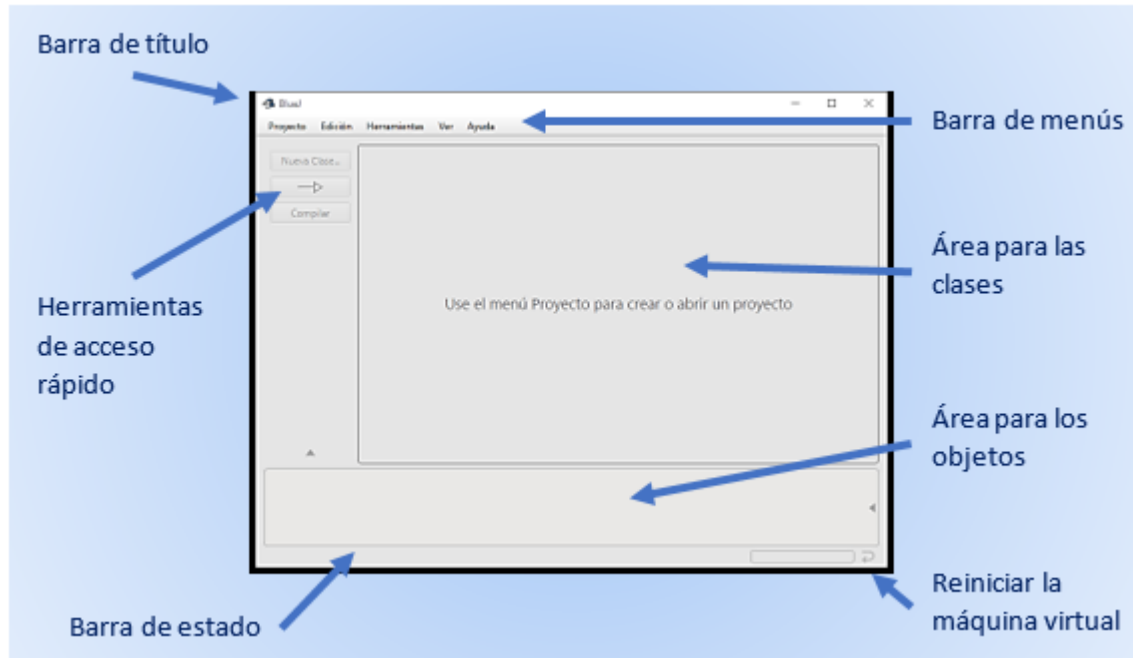 Barra de título
BlueJ
Proyecto Edición Herramientas Ver Ayuda
Barra de menús
Nueva Clase..
Compilar
Área para las
clases
Use el menú Proyecto para crear o abrir un proyecto
Herramientas
de acceso
rápido
Área para los
objetos
Reiniciar la
máquina virtual
Barra de estado